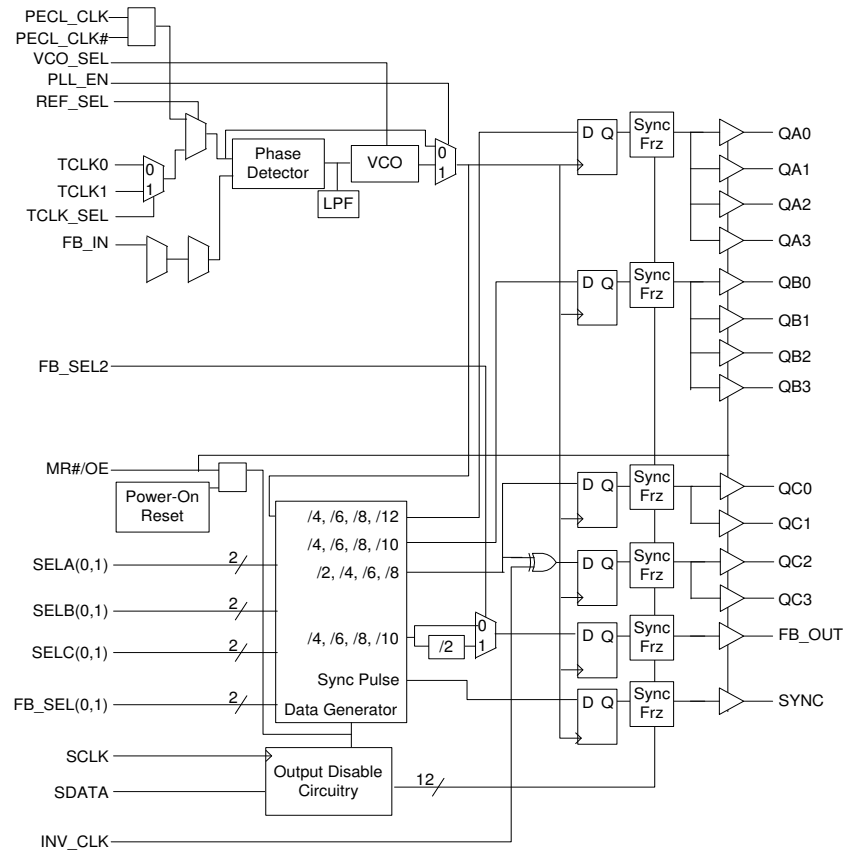 PECL_CLK
PECL_CLK#
VCO_SEL
PLL_EN
REF_SEL
TCLK0
TCLK1
TCLK_SEL
FB_IN
0
1
Phase
Detector
LPF
VCO
0
1
D Q
Sync
Frz
QA0
QA1
QA2
QA3
D Q
Sync
Frz
QB0
QB1
QB2
QB3
FB_SEL2
MR#/OE
Power-On
Reset
SELA(0,1)
2
SELB(0,1)
2
SELC(0,1)
2
FB_SEL(0,1)
2
/4, /6, /8, /12
/4, /6, /8, /10
/2, /4, /6, /8
/4, /6, /8, /10
Sync Pulse
Data Generator
/2
0
1
D Q
Sync
Frz
QC0
QC1
D Q
Sync
Frz
QC2
QC3
D Q
Sync
Frz
FB_OUT
D Q
Sync
Frz
SYNC
SCLK
SDATA
Output Disable
Circuitry
12
INV_CLK